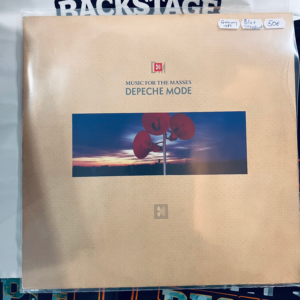 BACKSTAGE
50€
MUSIC FOR THE MASSES
DEPECHE MODE